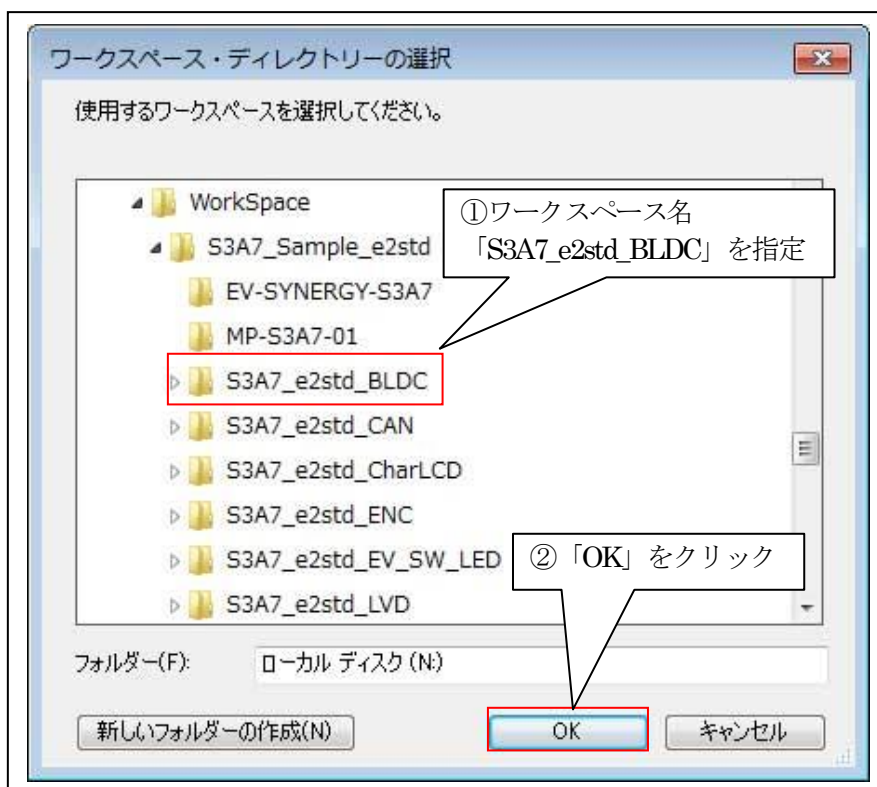 ワークスペース・ディレクトリーの選択
使用するワークスペースを選択してください。
WorkSpace
S3A7_Sample_e2std
EV-SYNERGY-S3A7
MP-S3A7-01
S3A7_e2std_BLDC
S3A7_e2std_CAN
S3A7_e2std_CharLCD
S3A7_e2std_ENC
S3A7_e2std_EV_SW_LED
S3A7_e2std_LVD
①ワークスペース名
「S3A7_e2std_BLDC」を指定
②「OK」をクリック
フォルダー(F):
ローカル ディスク (N:)
新しいフォルダーの作成(N)
OK
キャンセル